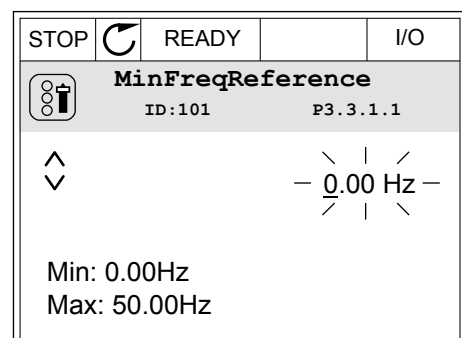 STOP READY I/O
MinFreqReference
ID:101 P3.3.1.1
0.00 Hz
Min: 0.00Hz
Max: 50.00Hz